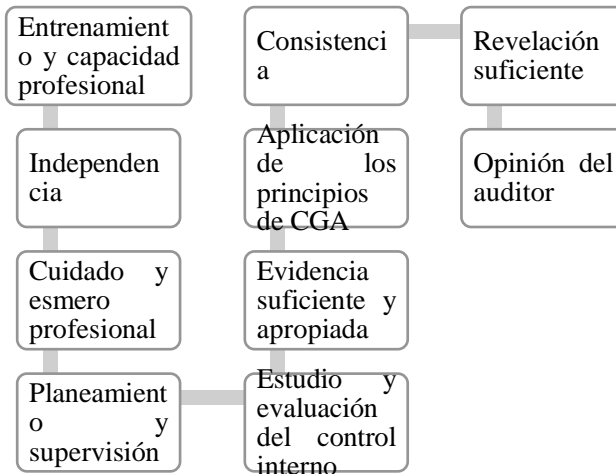 Entrenamient
o y capacidad
profesional
Independen
cia
Cuidado y
esmero
profesional
Planeamient
o y
supervisión
Estudio y
evaluación
del control
interno
Evidencia
suficiente y
apropiada
Aplicación
de los
principios
de CGA
Consistenci
a
Revelación
suficiente
Opinión del
auditor